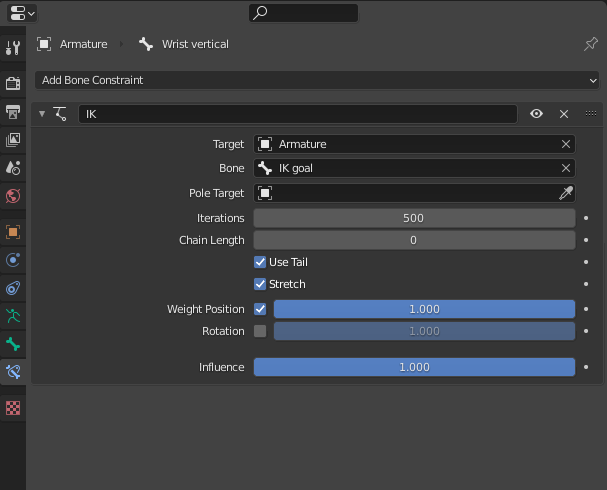 Armature Wrist vertical
Add Bone Constraint
IK
Target Armature
Bone IK goal
Pole Target
Iterations 500
Chain Length 0
Use Tail
Stretch
Weight Position 1.000
Rotation 1.000
Influence 1.000